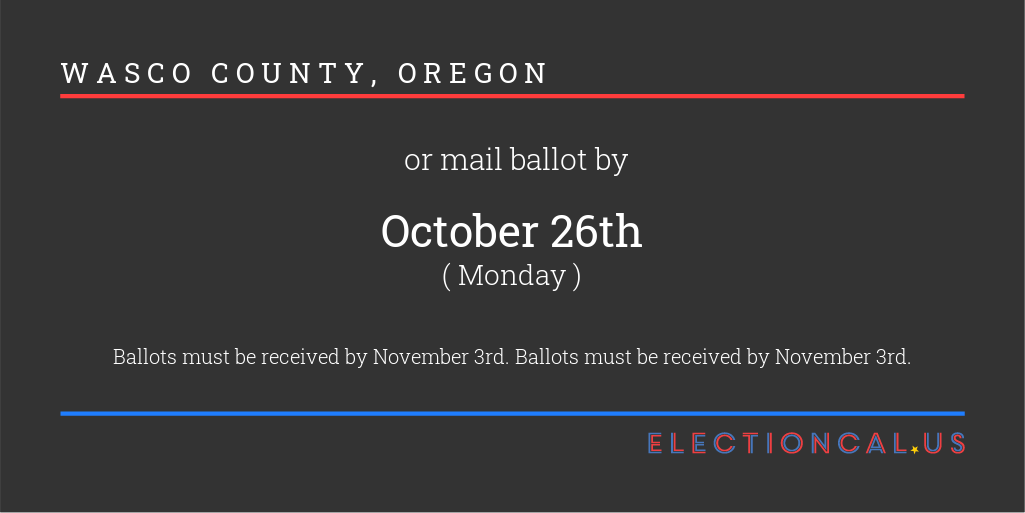 WASCO COUNTY, OREGON
or mail ballot by
October 26th
( Monday )
Ballots must be received by November 3rd. Ballots must be received by November 3rd.
ELECTIONCAL.US